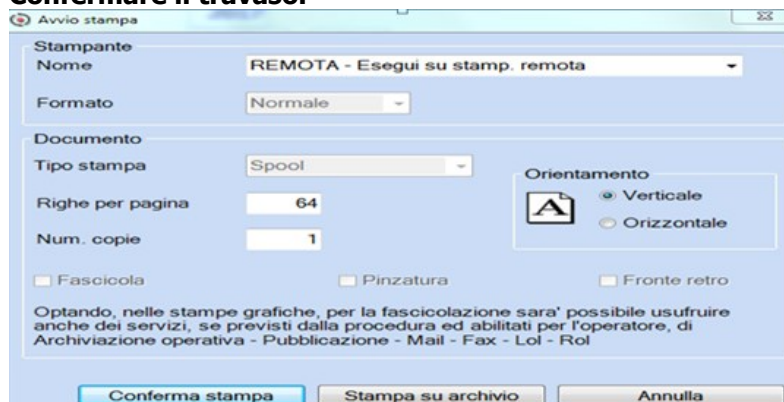 Confermare il travaso.
Avvio stampa
Stampante
Nome REMOTA - Esegui su stamp. remota
Formato Normale
Documento
Tipo stampa Spool
Orientamento
Righe per pagina 64
A Verticale
Orizzontale
Num. copie 1
Fascicola Pinzatura Fronte retro
Optando, nelle stampe grafiche, per la fascicolazione sara' possibile usufruire
anche dei servizi, se previsti dalla procedura ed abilitati per l'operatore, di
Archiviazione operativa - Pubblicazione - Mail - Fax - Lol - Rol
Conferma stampa Stampa su archivio Annulla